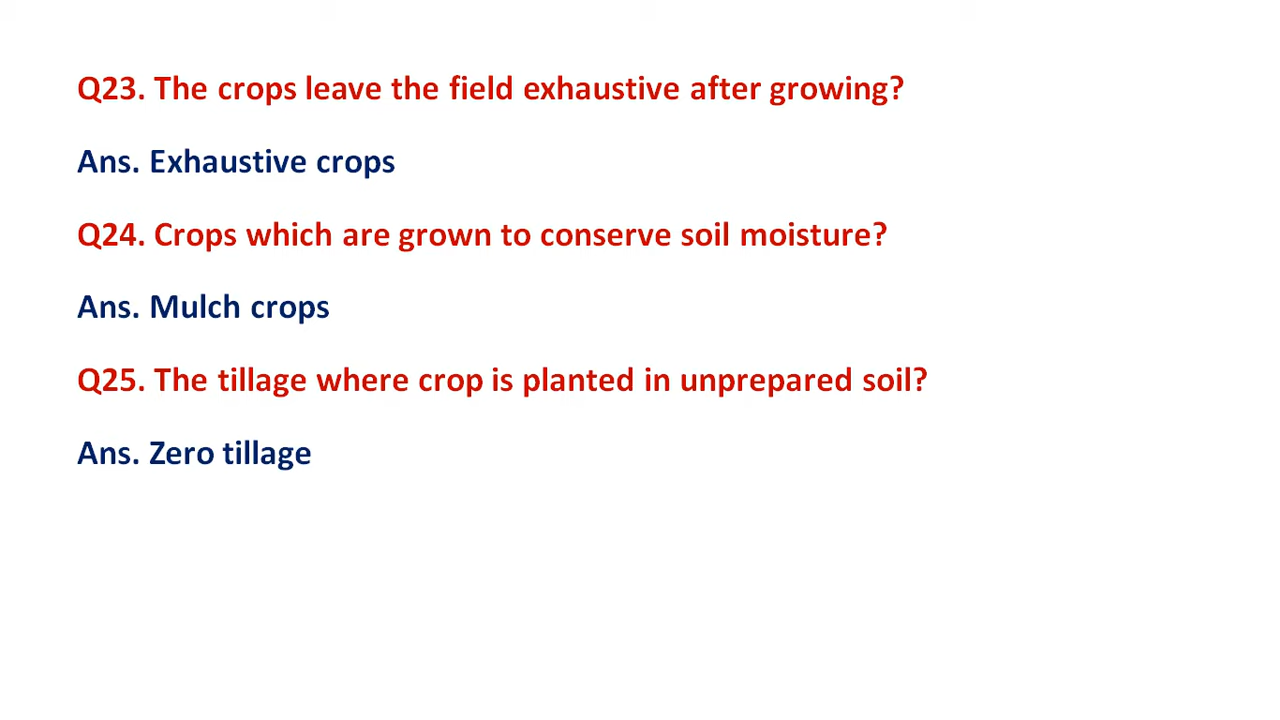 Q23. The crops leave the field exhaustive after growing?
Ans. Exhaustive crops
Q24. Crops which are grown to conserve soil moisture?
Ans. Mulch crops
Q25. The tillage where crop is planted in unprepared soil?
Ans. Zero tillage